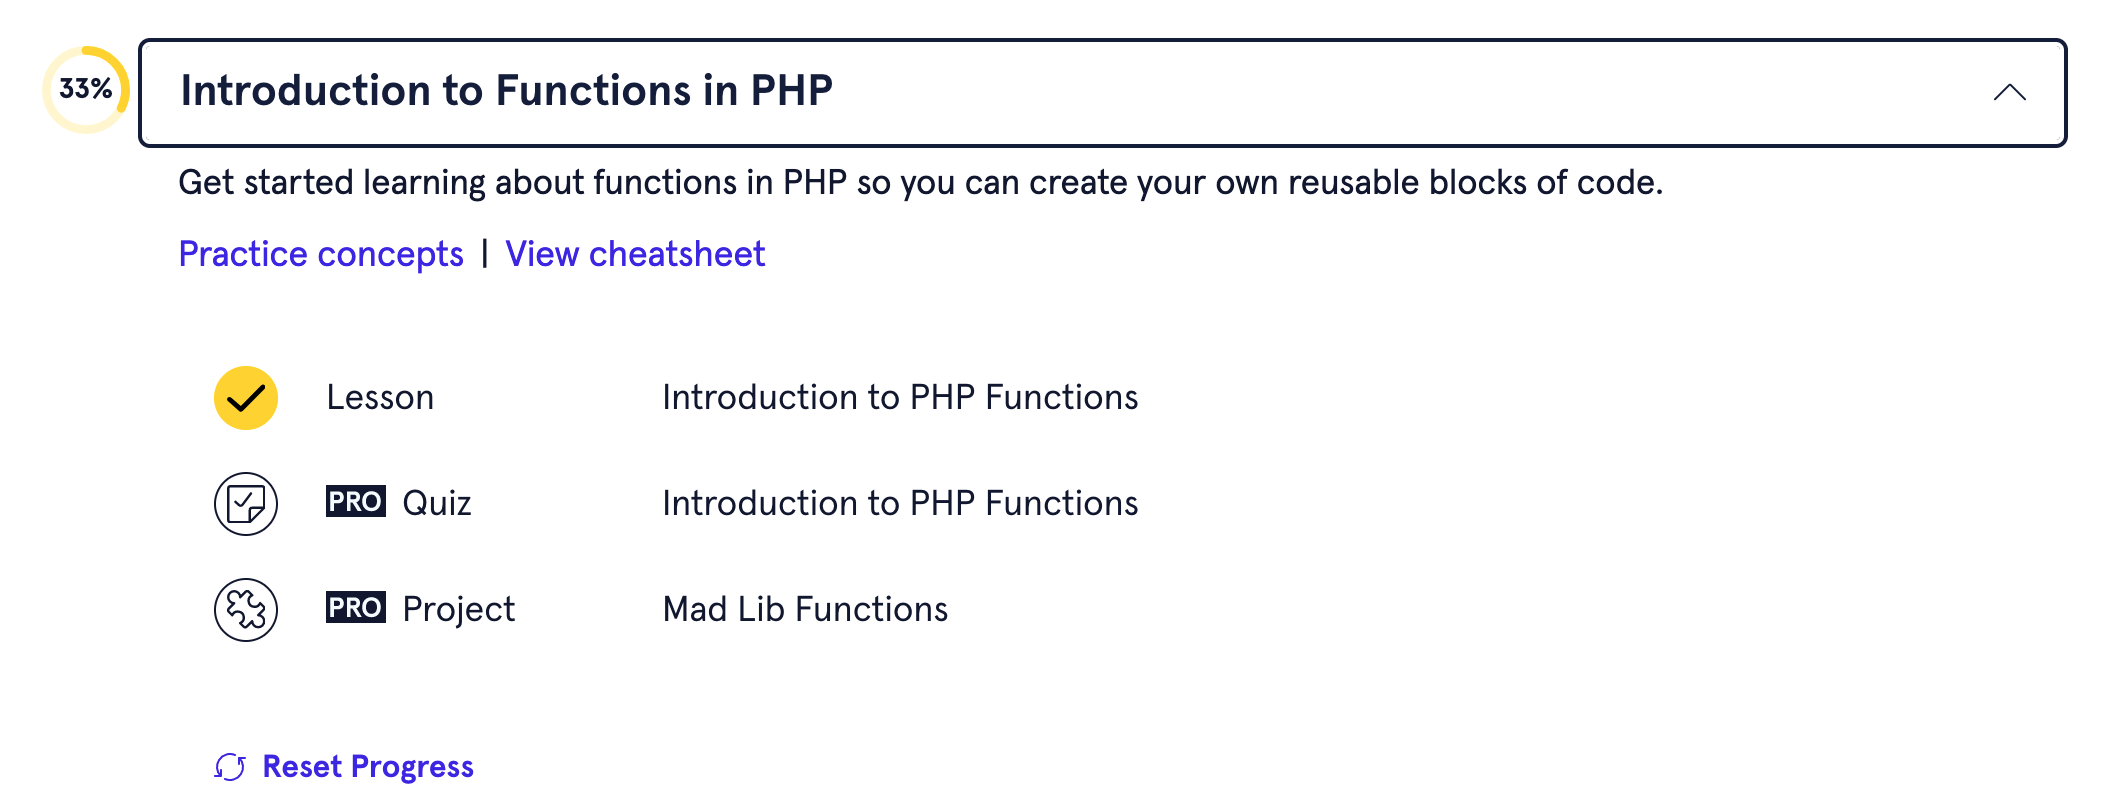 33%
Introduction to Functions in PHP
Get started learning about functions in PHP so you can create your own reusable blocks of code.
Practice concepts | View cheatsheet
Lesson Introduction to PHP Functions
PRO Quiz Introduction to PHP Functions
PRO Project Mad Lib Functions
Reset Progress